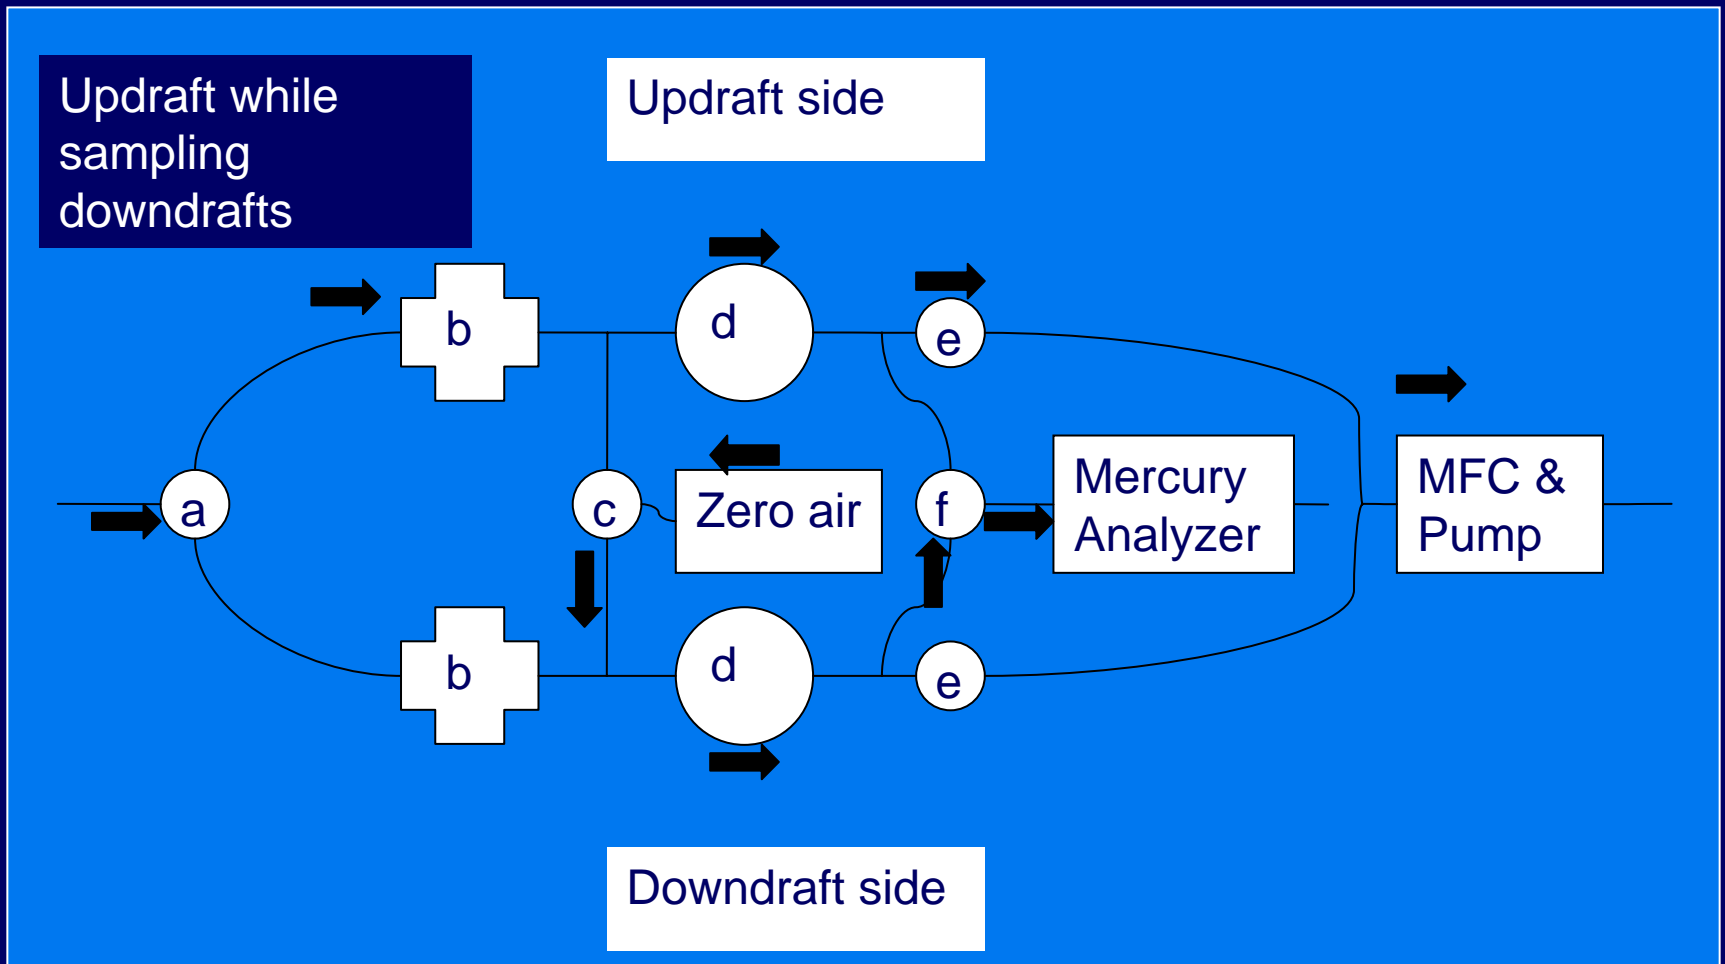 Updraft while
sampling
downdrafts
Updraft side
b
d
e
a
c
Zero air
f
Mercury
Analyzer
MFC &
Pump
b
d
e
Downdraft side